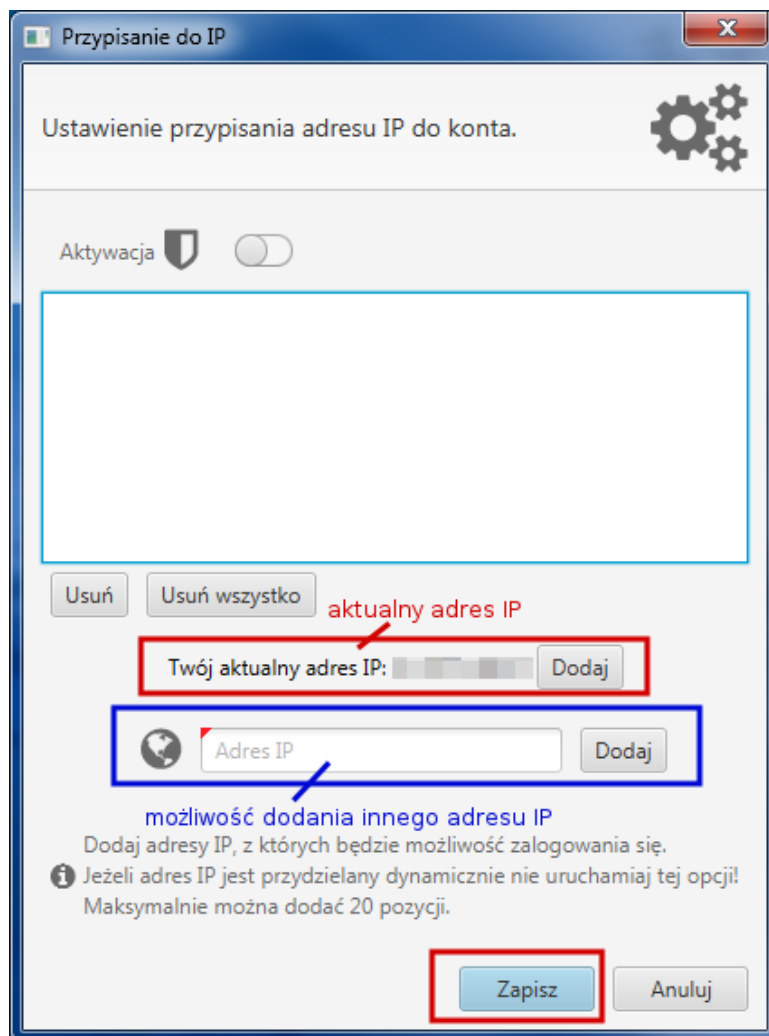 Przypisanie do IP
Ustawienie przypisania adresu IP do konta.
Aktywacja
Usuń
Usuń wszystko
aktualny adres IP
Twój aktualny adres IP:
Dodaj
Adres IP
Dodaj
możliwość dodania innego adresu IP
Dodaj adresy IP, z których będzie możliwość zalogowania się.
Jeżeli adres IP jest przydzielany dynamicznie nie uruchamiaj tej opcji!
Maksymalnie można dodać 20 pozycji.
Zapisz
Anuluj